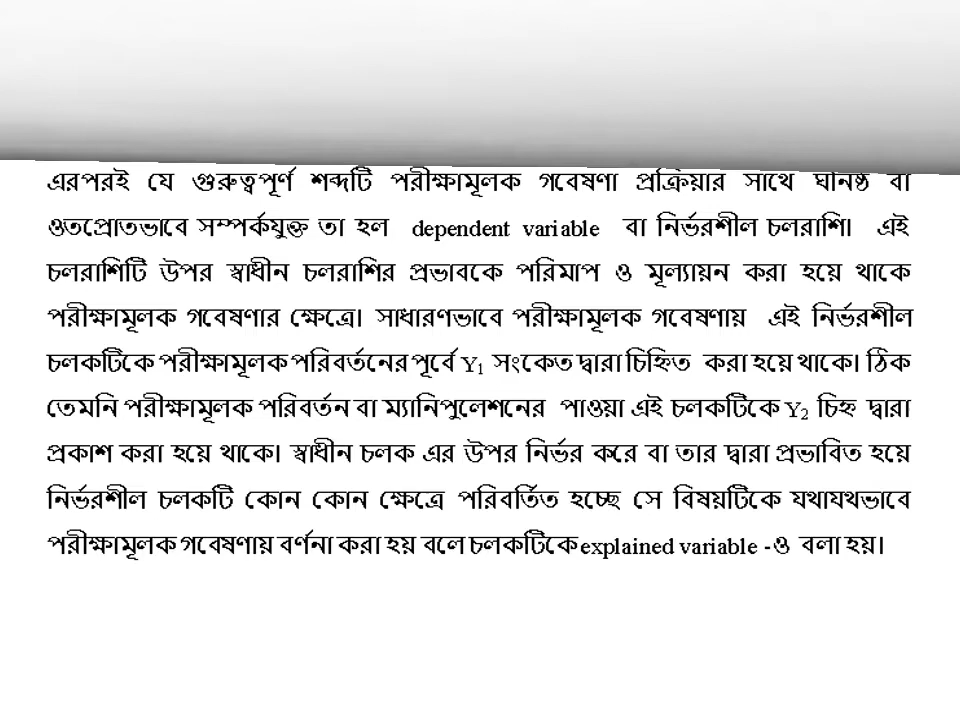 এরপরই যে গুরুত্বপূর্ণ শব্দটি পরীক্ষামূলক গবেষণা প্রক্রিয়ার সাথে ঘনিষ্ঠ বা
ওতপ্রোতভাবে সম্পর্কযুক্ত তা হল dependent variable বা নির্ভরশীল চলরাশি। এই
চলরাশিটি উপর স্বাধীন চলরাশির প্রভাবকে পরিমাপ ও মূল্যায়ন করা হয়ে থাকে
পরীক্ষামূলক গবেষণার ক্ষেত্রে। সাধারণভাবে পরীক্ষামূলক গবেষণায় এই নির্ভরশীল
চলকটিকে পরীক্ষামূলক পরিবর্তনের পূর্বে Y₁ সংকেত দ্বারা চিহ্নিত করা হয়ে থাকে। ঠিক
তেমনি পরীক্ষামূলক পরিবর্তন বা ম্যানিপুলেশনের পাওয়া এই চলকটিকে Y₂ চিহ্ন দ্বারা
প্রকাশ করা হয়ে থাকে। স্বাধীন চলক এর উপর নির্ভর করে বা তার দ্বারা প্রভাবিত হয়ে
নির্ভরশীল চলকটি কোন কোন ক্ষেত্রে পরিবর্তিত হচ্ছে সে বিষয়টিকে যথাযথভাবে
পরীক্ষামূলক গবেষণায় বর্ণনা করা হয় বলে চলকটিকে explained variable -ও বলা হয়।